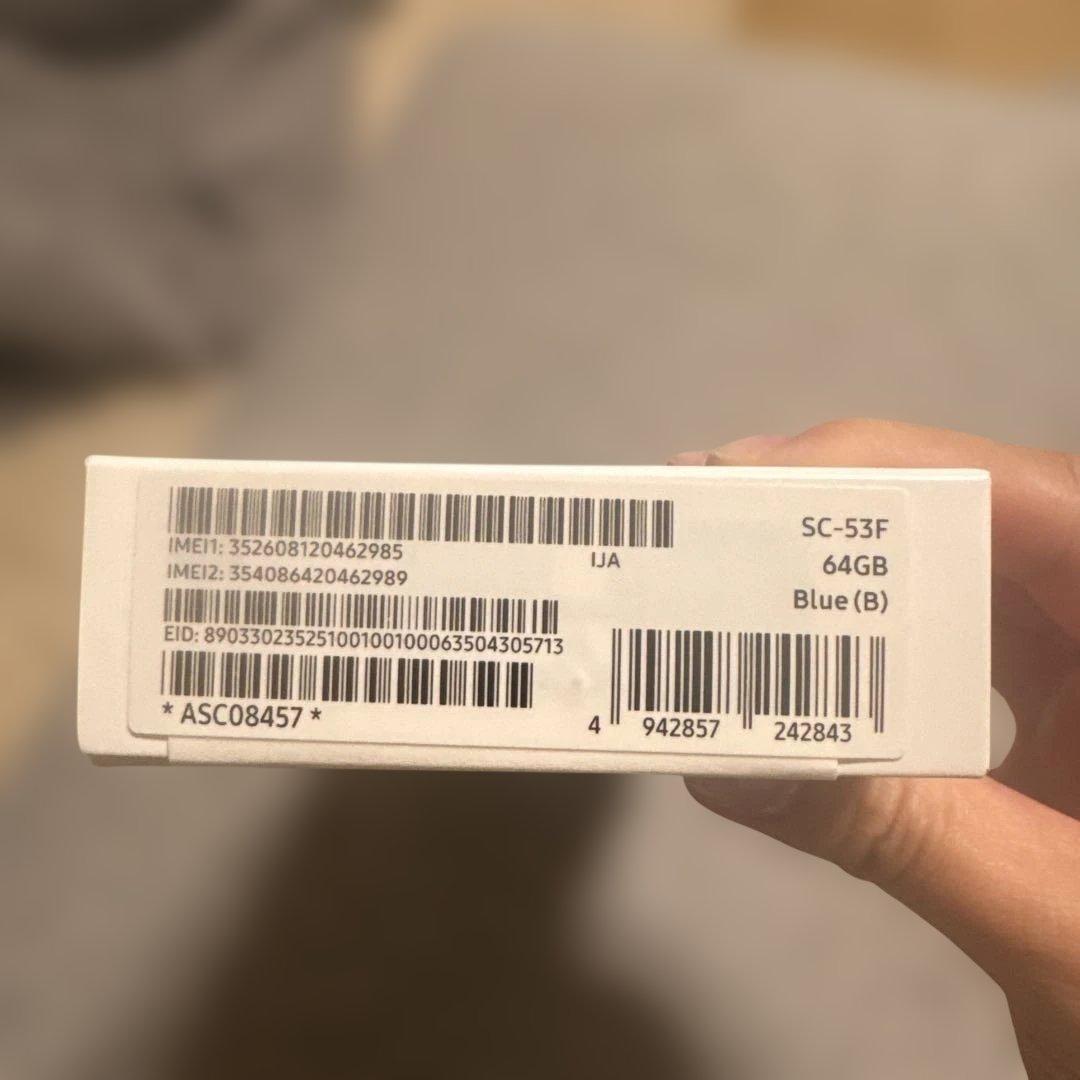 IMEI1: 352608120462985
IJA
IMEI2: 354086420462989
EID: 89033023525100100100063504305713
* ASC08457 *
SC-53F
64GB
Blue (B)
4 942857 242843